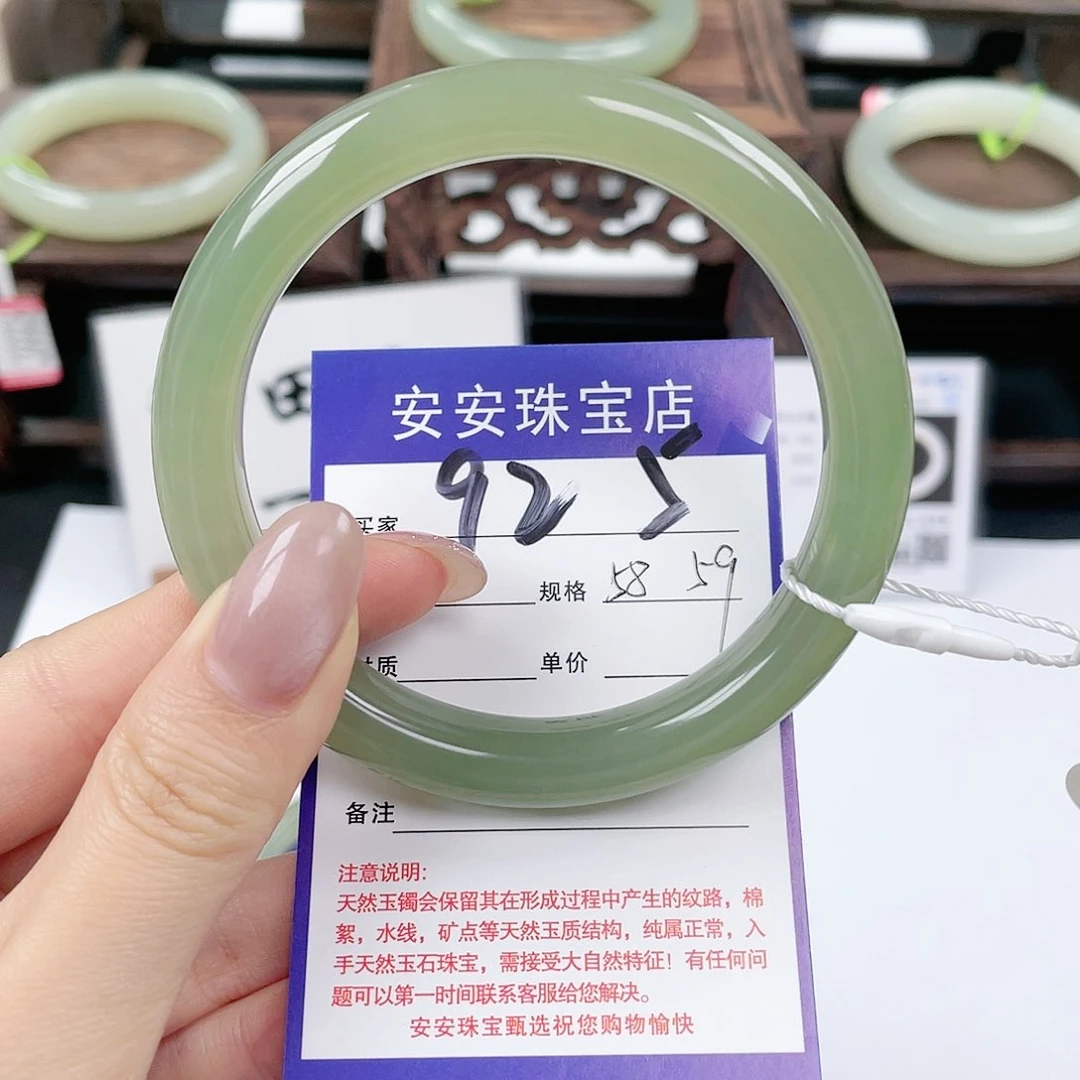 安安珠宝店
买家 92 5
规格 58 59
材质 单价
备注
注意说明:
天然玉镯会保留其在形成过程中产生的纹路，棉
絮，水线，矿点等天然玉质结构，纯属正常，入
手天然玉石珠宝，需接受大自然特征！有任何问
题可以第一时间联系客服给您解决。
安安珠宝甄选祝您购物愉快
田